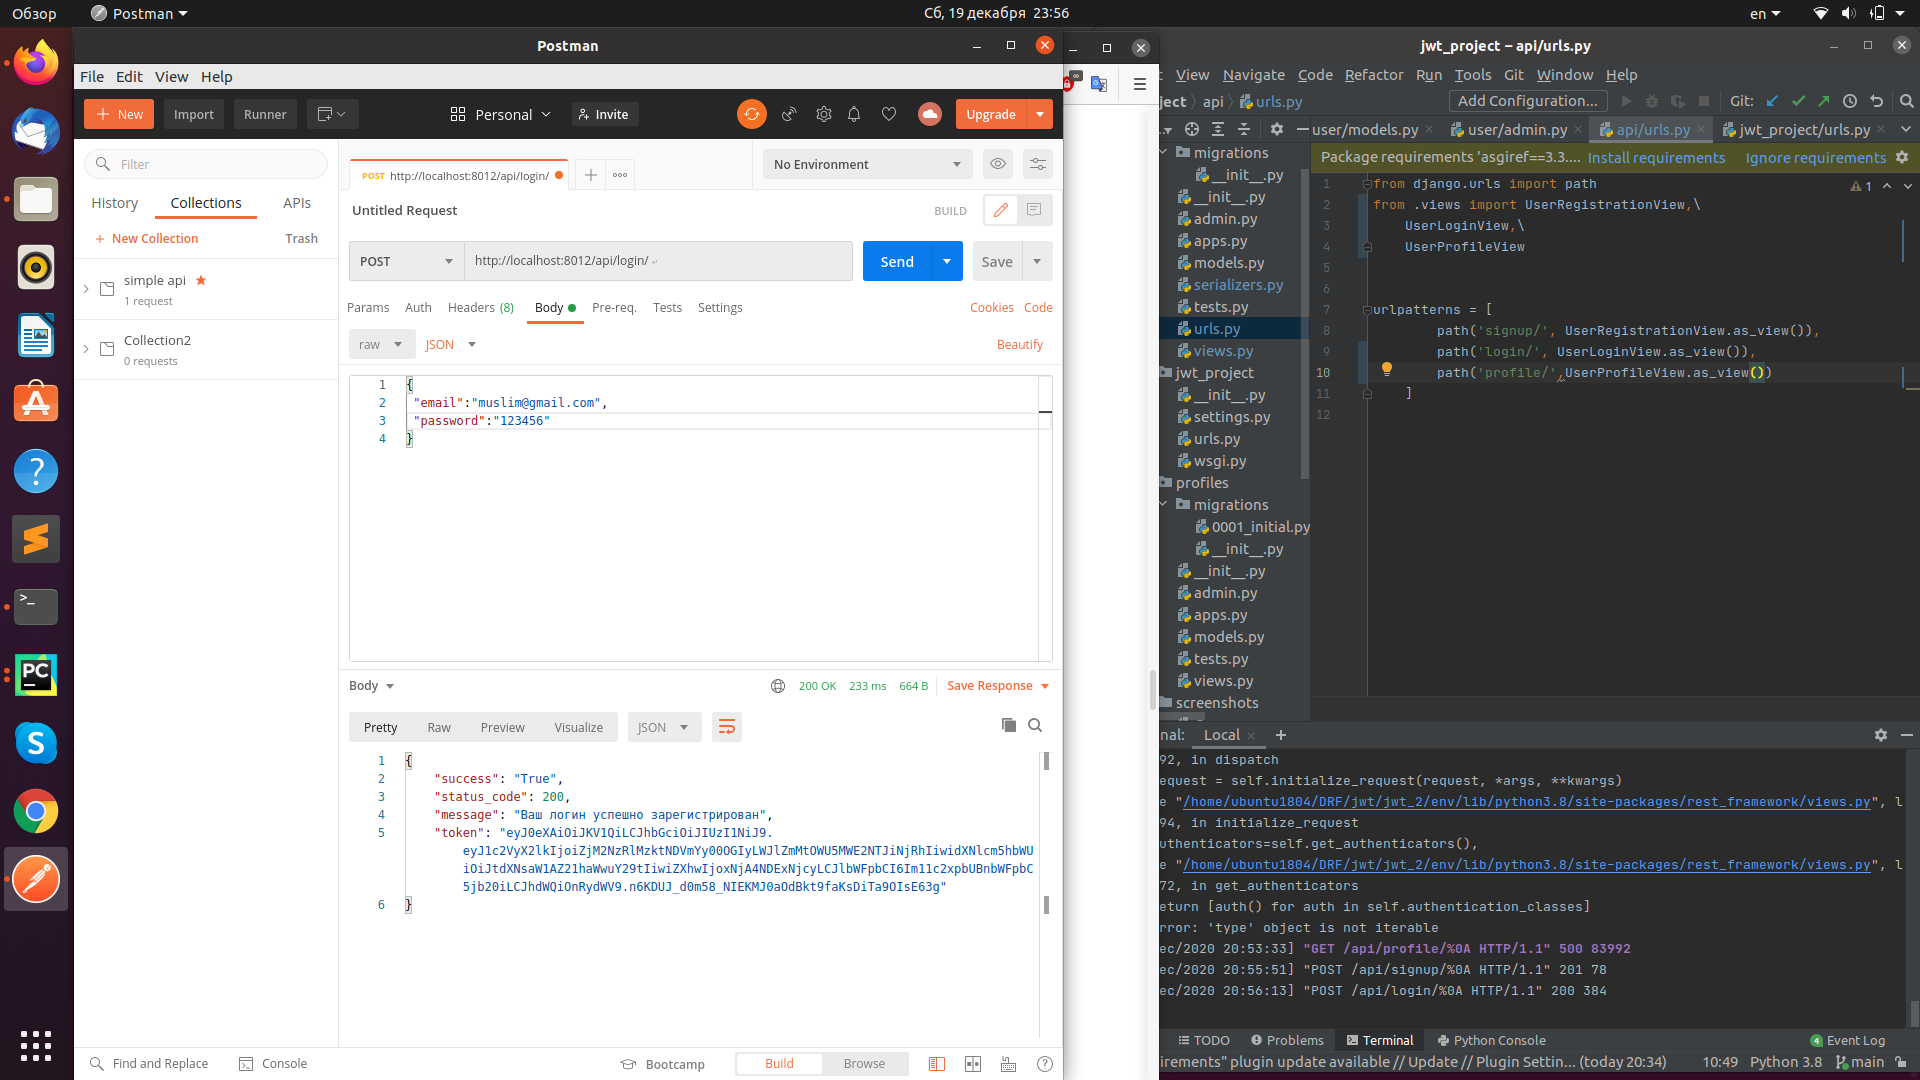 Обзор
Postman
Сб, 19 декабря 23:56
en
Postman
File Edit View Help
New
Import
Runner
Personal
Invite
Upgrade
Filter
History
Collections
APIs
New Collection
Trash
simple api
1 request
Collection2
0 requests
POST http://localhost:8012/api/login/
No Environment
Untitled Request
BUILD
POST
http://localhost:8012/api/login/
Send
Save
Params Auth Headers (8) Body Pre-req. Tests Settings
Cookies Code
raw
JSON
Beautify
1 {
2 "email":"muslim@gmail.com",
3 "password":"123456"
4 }
Body
200 OK 233 ms 664 B
Save Response
Pretty Raw Preview Visualize
JSON
1 {
2 "success": "True",
3 "status_code": 200,
4 "message": "Ваш логин успешно зарегистрирован",
5 "token": "eyJ0eXAiOiJKV1QiLCJhbGciOiJIUzI1NiJ9.
eyJ1c2VyX2lkIjoiZjM2NzRlMzktNDVmYy00OGIyLWJlZmMtOWU5MWE2NTJiNjRhIiwidXNlcm5hbWU
iOiJtdXNsaW1AZ21haWwuY29tIiwiZXhwIjoxNjA4NDExNjcyLCJlbWFpbCI6Im11c2xpbUBnbWFpbC
5jb20iLCJhdWQiOnRydWV9.n6KDUJ_d0m58_NIEKMJ0aOdBkt9faKsDiTa9OIsE63g"
6 }
Find and Replace
Console
Bootcamp
Build
Browse
jwt_project – api/urls.py
View Navigate Code Refactor Run Tools Git Window Help
ject api urls.py
Add Configuration...
Git:
user/models.py
user/admin.py
api/urls.py
jwt_project/urls.py
Package requirements 'asgiref==3.3.... Install requirements Ignore requirements
migrations
__init__.py
__init__.py
admin.py
apps.py
models.py
serializers.py
tests.py
urls.py
views.py
jwt_project
__init__.py
settings.py
urls.py
wsgi.py
profiles
migrations
0001_initial.py
__init__.py
__init__.py
admin.py
apps.py
models.py
tests.py
views.py
screenshots
1 from django.urls import path
2 from .views import UserRegistrationView,\
3 UserLoginView,\
4 UserProfileView
5
6
7 urlpatterns = [
8 path('signup/', UserRegistrationView.as_view()),
9 path('login/', UserLoginView.as_view()),
10 path('profile/',UserProfileView.as_view())
11 ]
12
1
nal: Local
92, in dispatch
equest = self.initialize_request(request, *args, **kwargs)
e "/home/ubuntu1804/DRF/jwt/jwt_2/env/lib/python3.8/site-packages/rest_framework/views.py", l
94, in initialize_request
uthenticators=self.get_authenticators(),
e "/home/ubuntu1804/DRF/jwt/jwt_2/env/lib/python3.8/site-packages/rest_framework/views.py", l
72, in get_authenticators
eturn [auth() for auth in self.authentication_classes]
rror: 'type' object is not iterable
ec/2020 20:53:33] "GET /api/profile/%0A HTTP/1.1" 500 83992
ec/2020 20:55:51] "POST /api/signup/%0A HTTP/1.1" 201 78
ec/2020 20:56:13] "POST /api/login/%0A HTTP/1.1" 200 384
TODO Problems Terminal Python Console
4 Event Log
irements" plugin update available // Update // Plugin Settin... (today 20:34)
10:49 Python 3.8 main